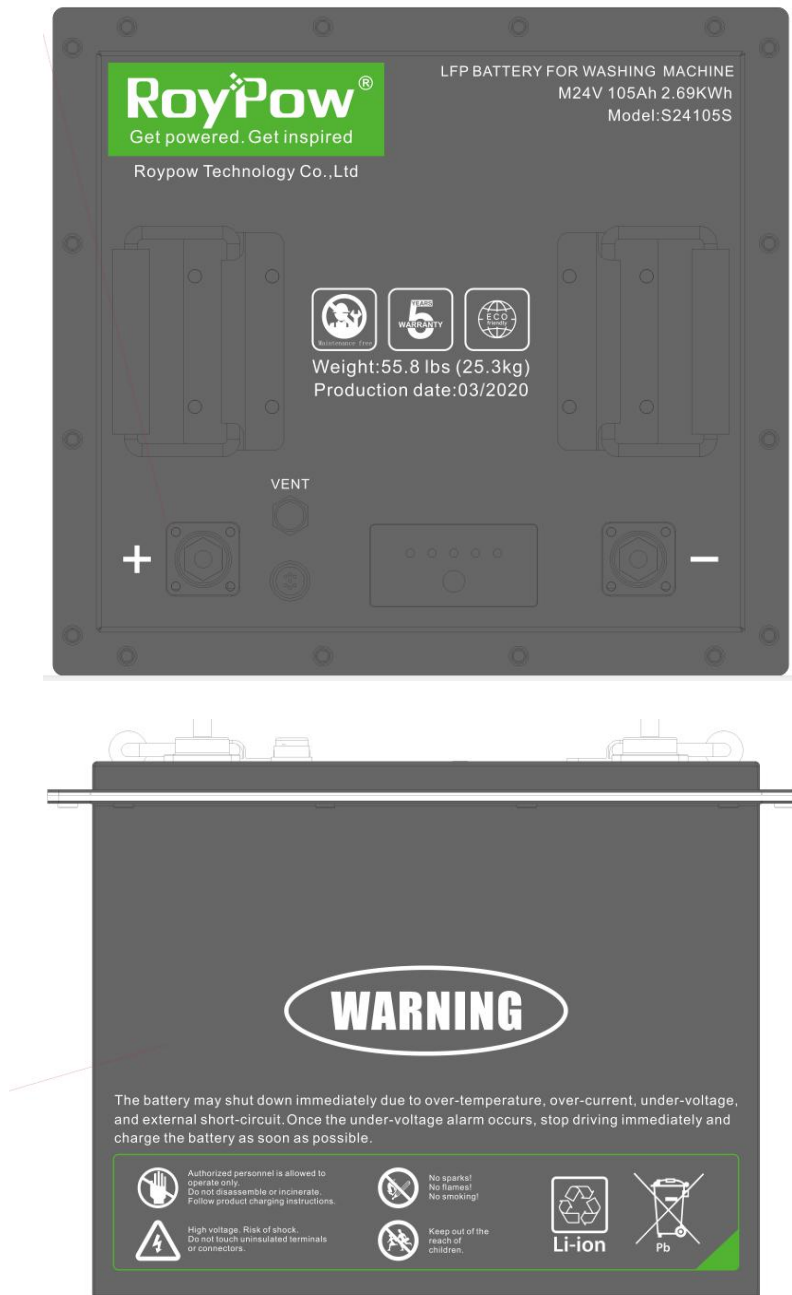 RoyPow®
Get powered. Get inspired
Roypow Technology Co.,Ltd
LFP BATTERY FOR WASHING MACHINE
M24V 105Ah 2.69KWh
Model:S24105S
Maintenance free
YEARS
5
WARRANTY
ECO
friendly
Weight:55.8 lbs (25.3kg)
Production date:03/2020
VENT
+
−
WARNING
The battery may shut down immediately due to over-temperature, over-current, under-voltage,
and external short-circuit. Once the under-voltage alarm occurs, stop driving immediately and
charge the battery as soon as possible.
Authorized personnel is allowed to
operate only.
Do not disassemble or incinerate.
Follow product charging instructions.
High voltage. Risk of shock.
Do not touch uninsulated terminals
or connectors.
No sparks!
No flames!
No smoking!
Keep out of the
reach of
children.
Li-ion
Pb